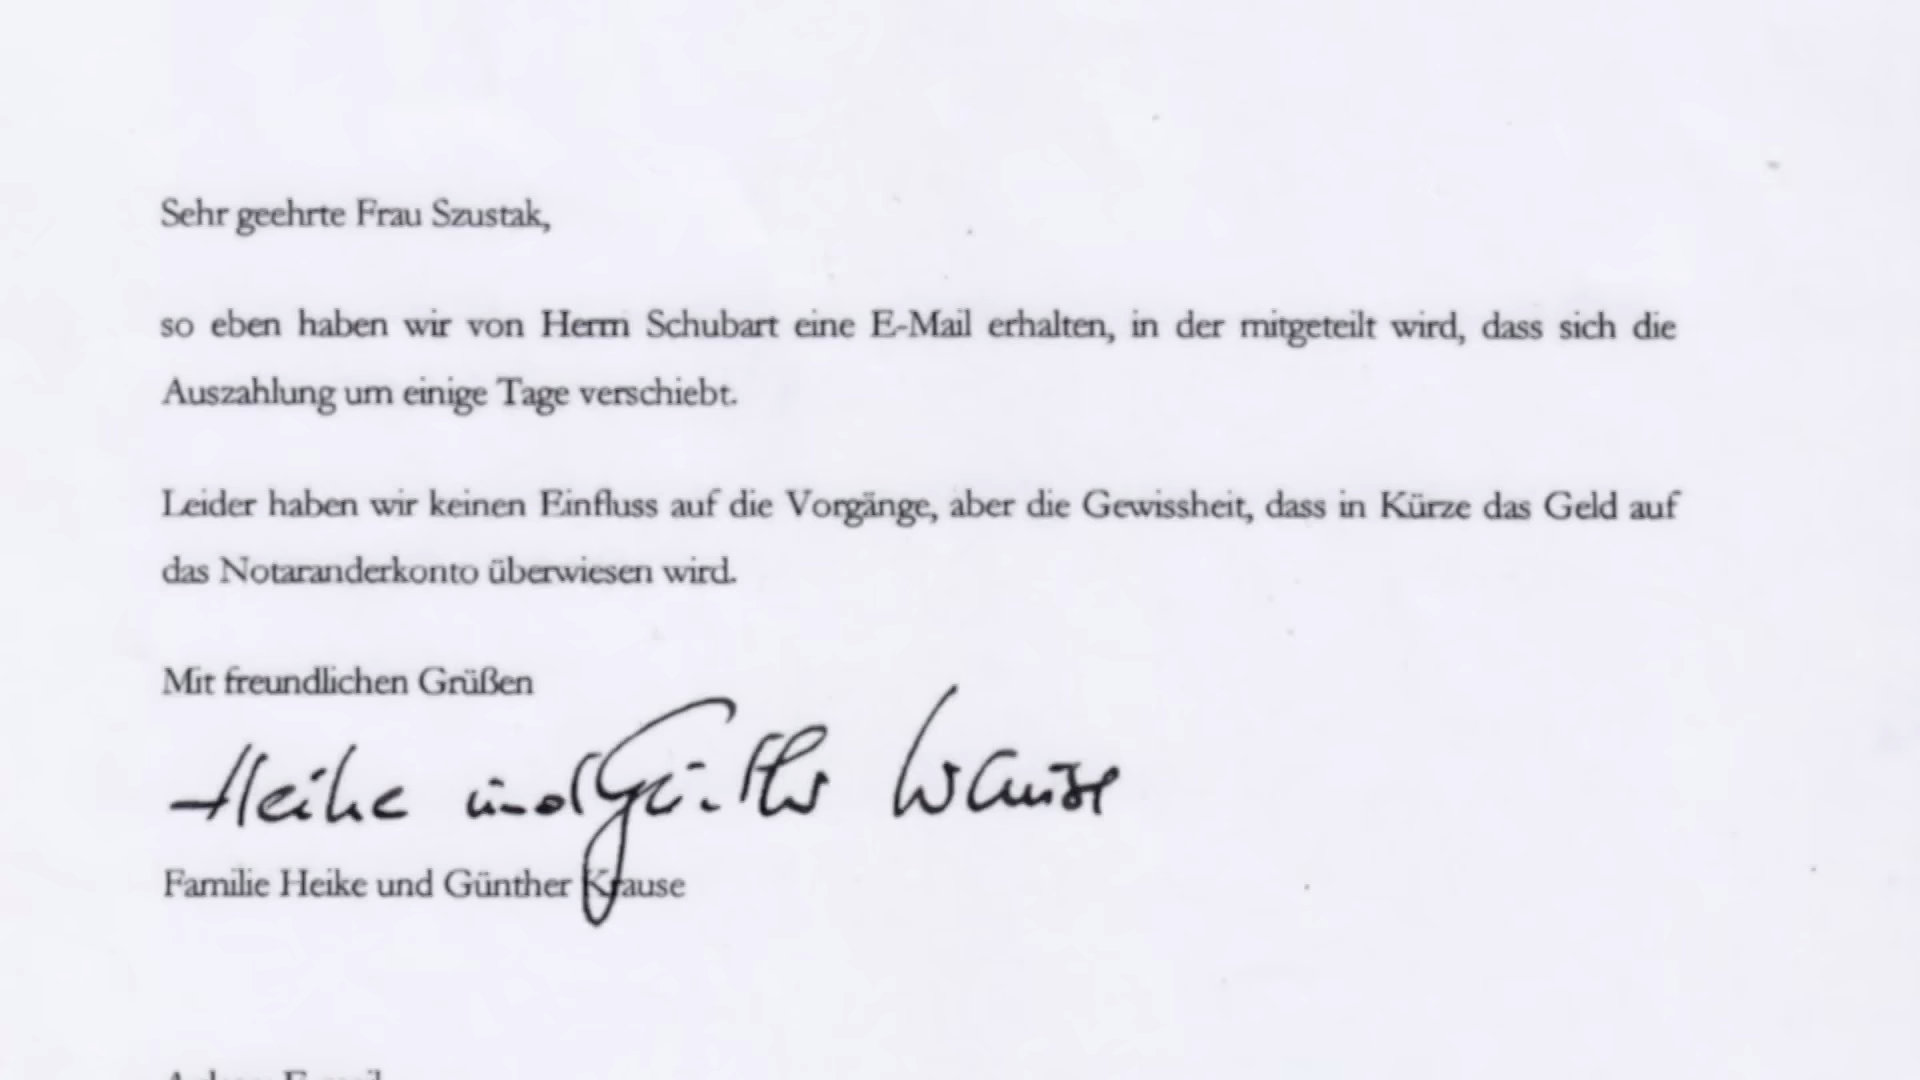 Sehr geehrte Frau Szustak,
so eben haben wir von Herrn Schubart eine E-Mail erhalten, in der mitgeteilt wird, dass sich die
Auszahlung um einige Tage verschiebt.
Leider haben wir keinen Einfluss auf die Vorgänge, aber die Gewissheit, dass in Kürze das Geld auf
das Notaranderkonto überwiesen wird.
Mit freundlichen Grüßen
Heike und Günther Krause
Familie Heike und Günther Krause